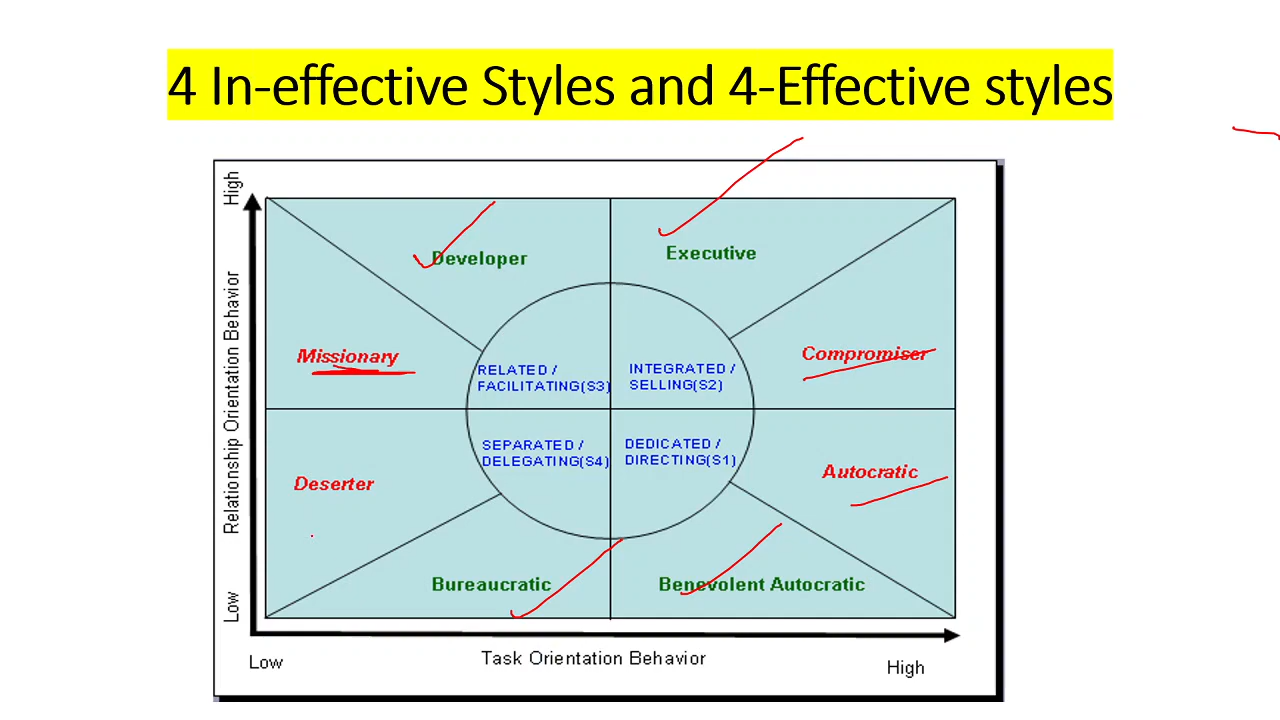 4 In-effective Styles and 4-Effective styles
High
Relationship Orientation Behavior
Low
Developer
Executive
Missionary
Compromiser
RELATED /
FACILITATING(S3)
INTEGRATED /
SELLING(S2)
SEPARATED /
DELEGATING(S4)
DEDICATED /
DIRECTING(S1)
Deserter
Autocratic
Bureaucratic
Benevolent Autocratic
Low
Task Orientation Behavior
High